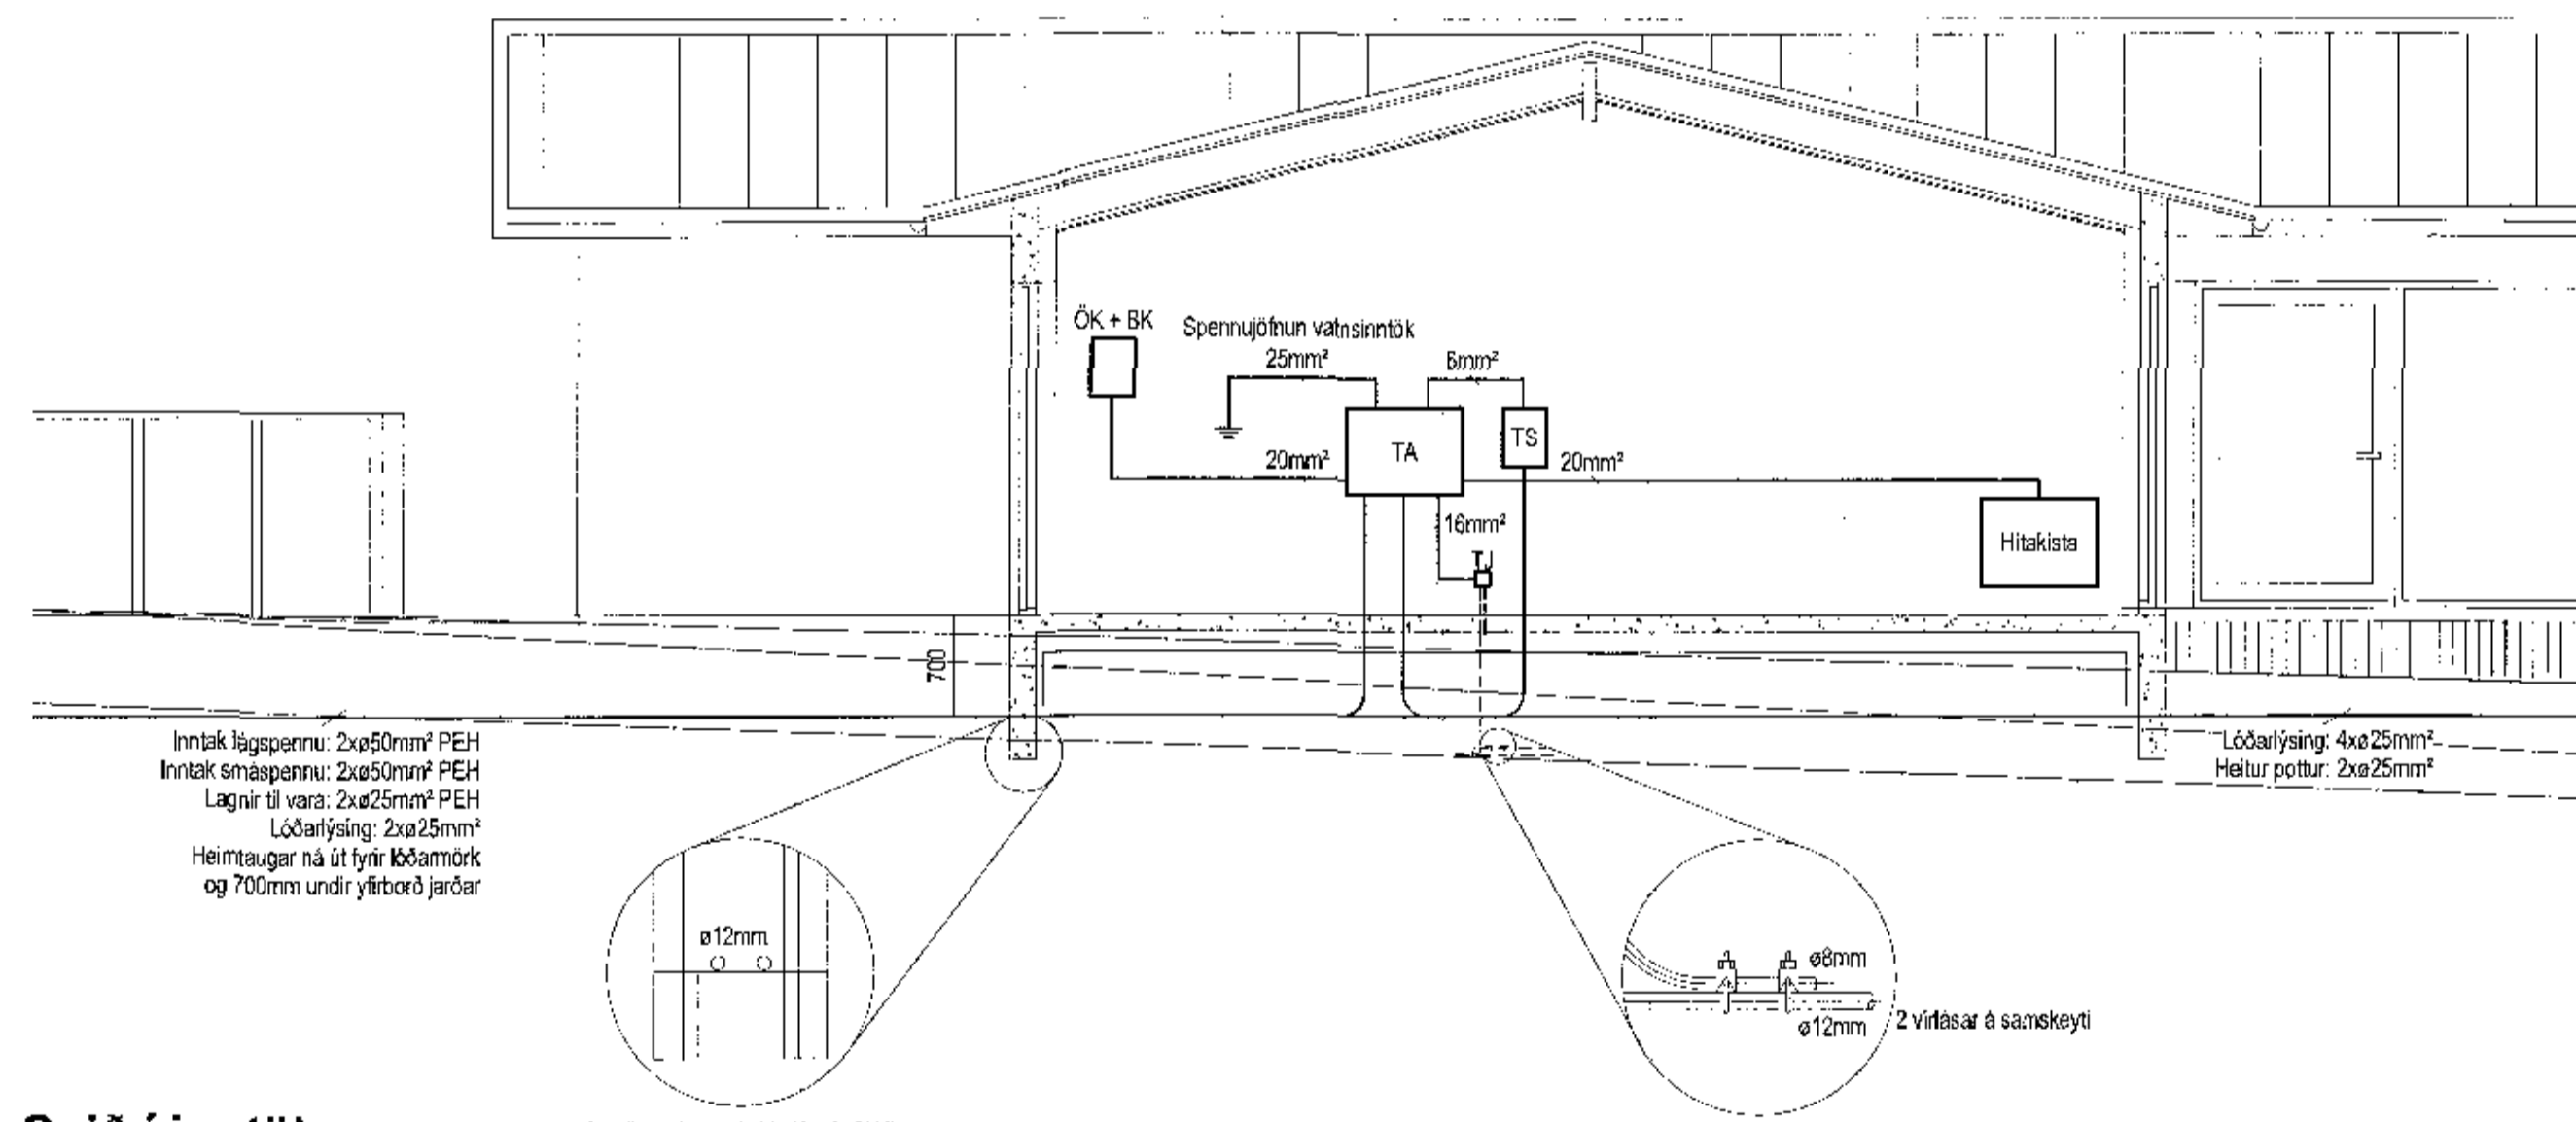 ÖK + BK
Spennujöfnun vatnsinntök
25mm²
6mm²
TA
TS
20mm²
20mm²
16mm²
TJ
Hitakista
700
Inntak lágspennu: 2xø50mm² PEH
Inntak smáspennu: 2xø50mm² PEH
Lagnir til vara: 2xø25mm² PEH
Lóðarlýsing: 2xø25mm²
Heimtaugar ná út fyrir lóðarmörk
og 700mm undir yfirborð jarðar
Lóðarlýsing: 4xø25mm²
Heitur pottur: 2xø25mm²
ø12mm
ø8mm
ø12mm
2 vírlásar á samskeyti